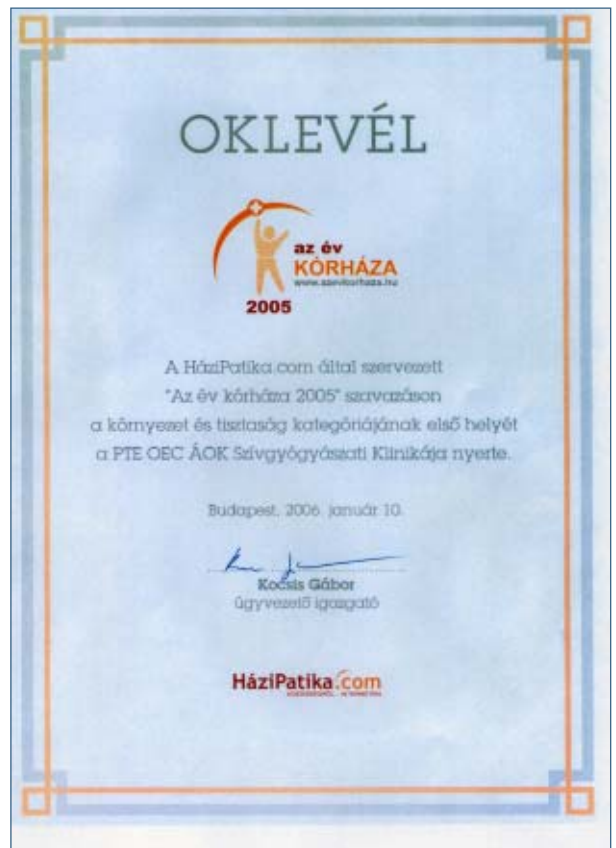 OKLEVÉL
az év
KÓRHÁZA
www.azevkorhaza.hu
2005
A HáziPatika.com által szervezett
"Az év kórháza 2005" szavazáson
a környezet és tisztaság kategóriájának első helyét
a PTE OEC ÁOK Szívgyógyászati Klinikája nyerte.
Budapest, 2006. január 10.
Kocsis Gábor
ügyvezető igazgató
HáziPatika.com